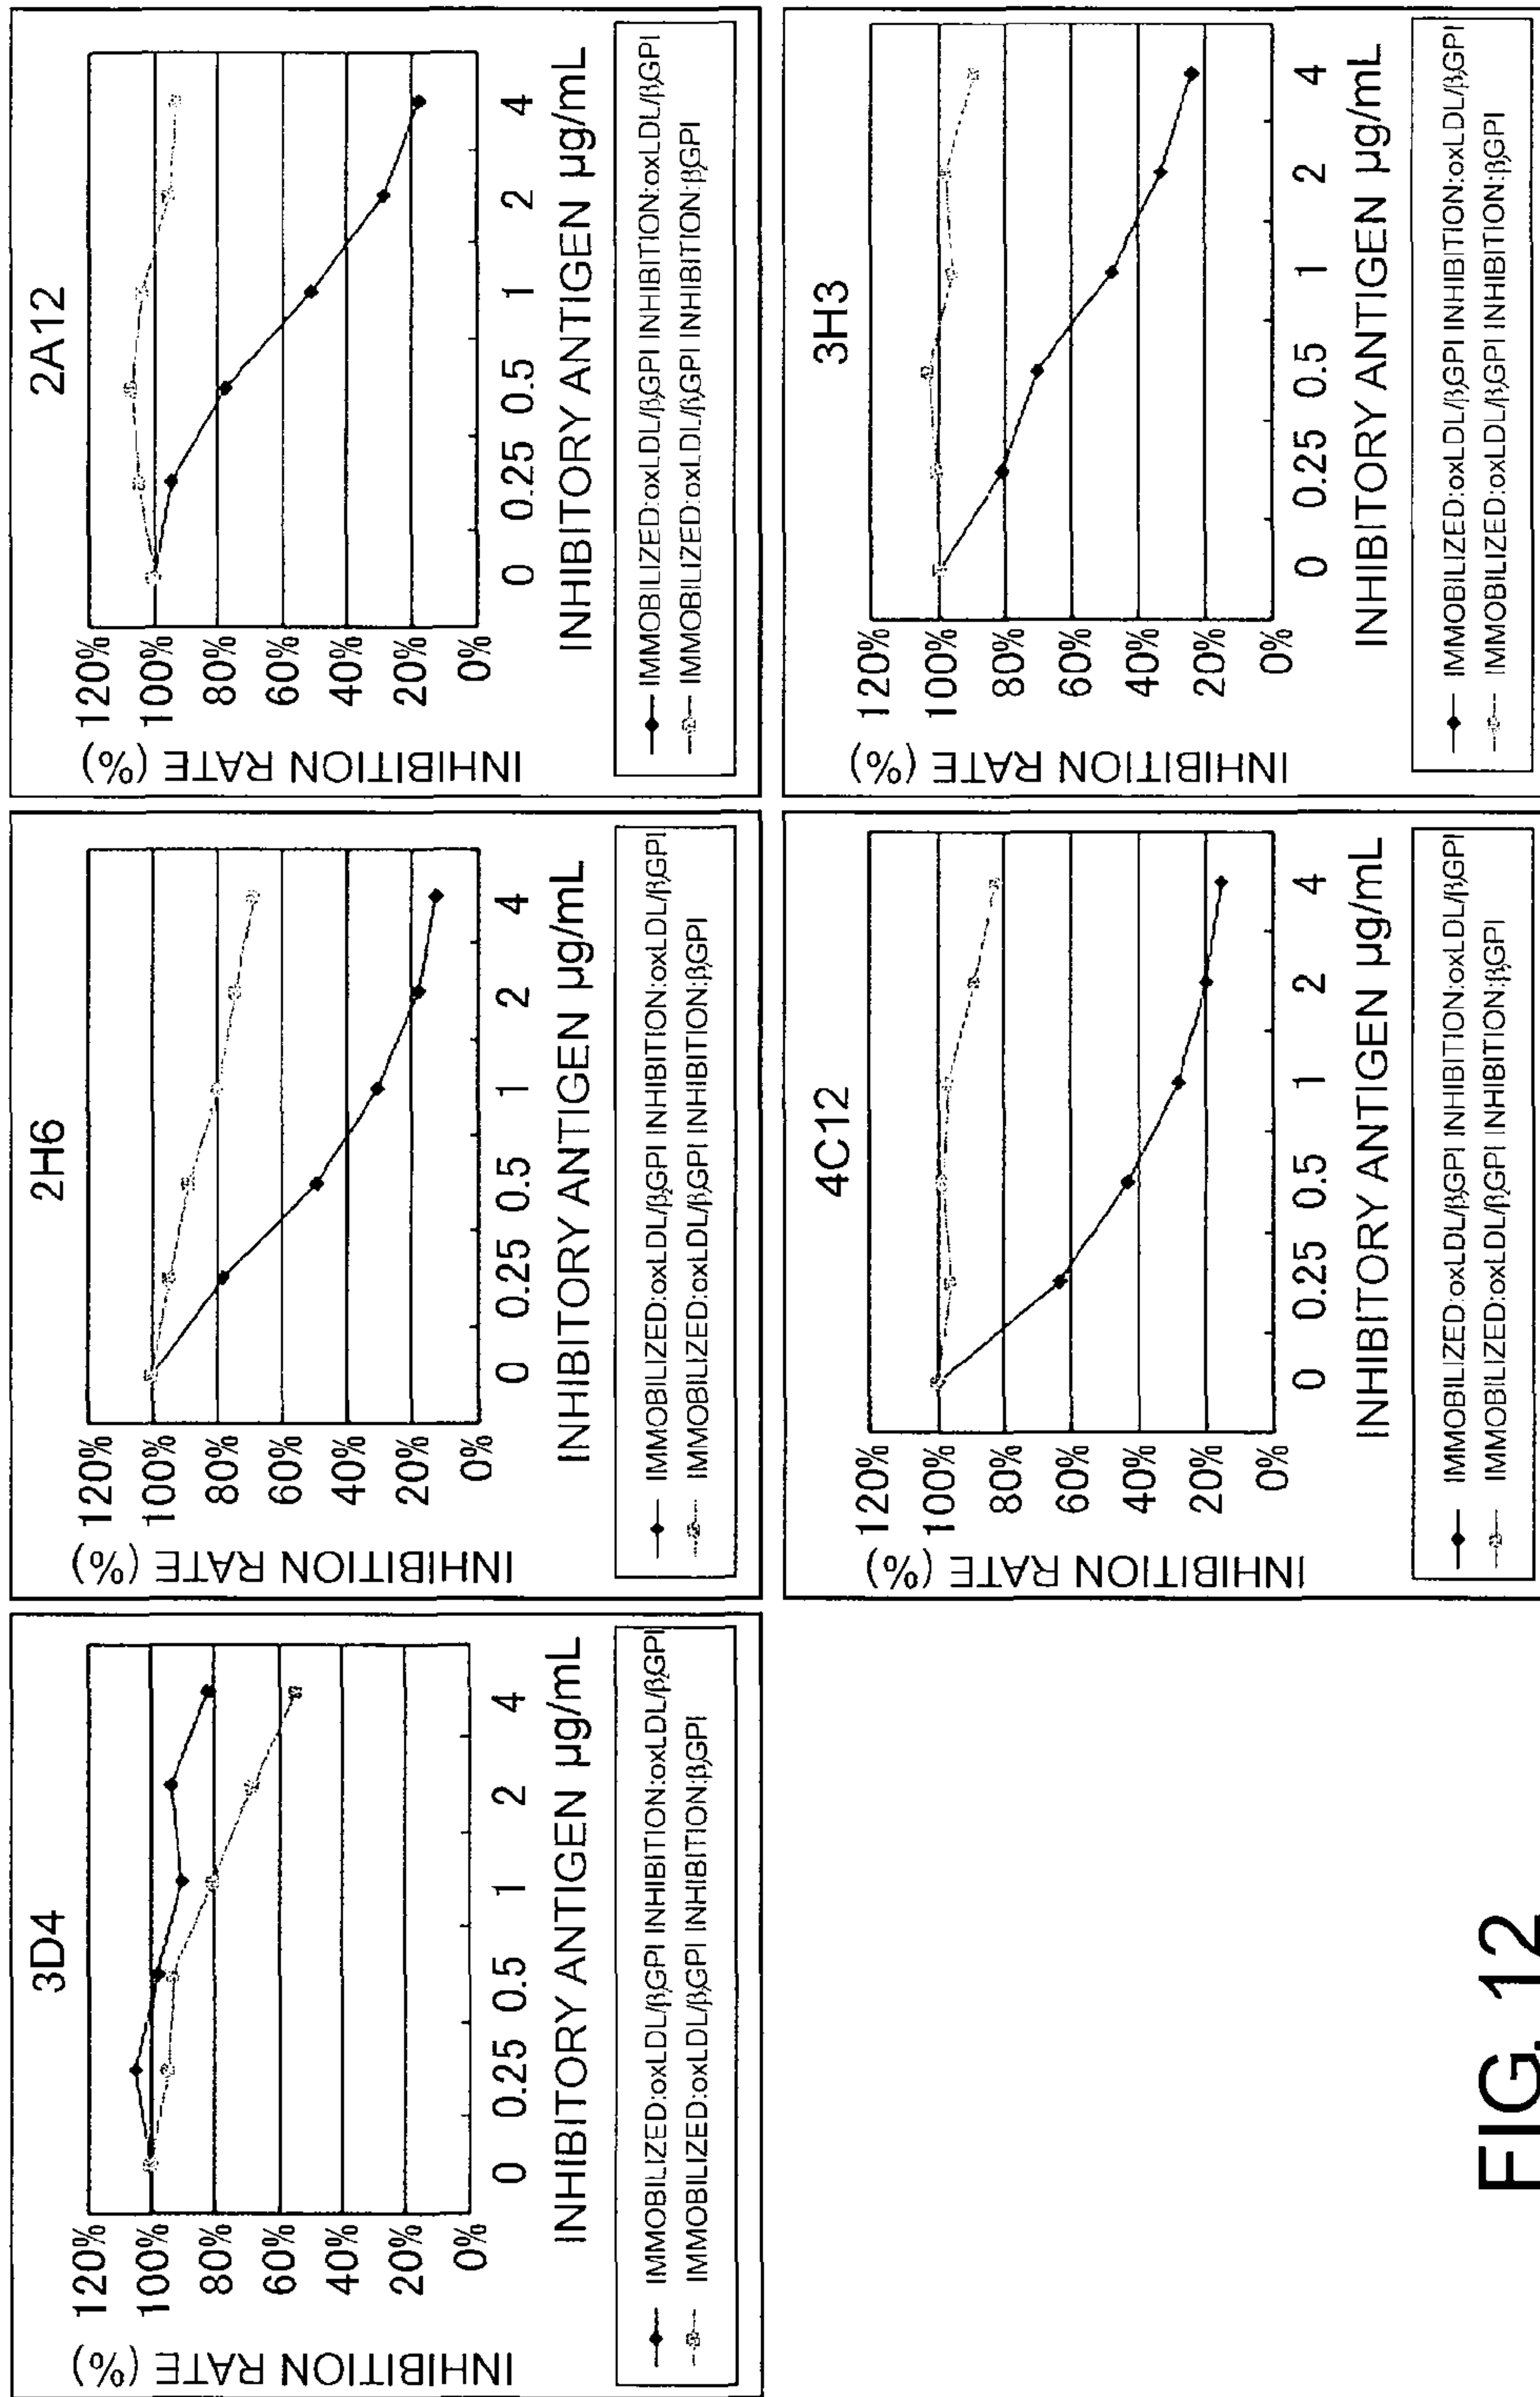 3D4
INHIBITION RATE (%)
120%
100%
80%
60%
40%
20%
0%
0 0.25 0.5 1 2 4
INHIBITORY ANTIGEN µg/mL
IMMOBILIZED:oxLDL/β₂GPI INHIBITION:oxLDL/β₂GPI
IMMOBILIZED:oxLDL/β₂GPI INHIBITION:β₂GPI
2H6
INHIBITION RATE (%)
120%
100%
80%
60%
40%
20%
0%
0 0.25 0.5 1 2 4
INHIBITORY ANTIGEN µg/mL
IMMOBILIZED:oxLDL/β₂GPI INHIBITION:oxLDL/β₂GPI
IMMOBILIZED:oxLDL/β₂GPI INHIBITION:β₂GPI
2A12
INHIBITION RATE (%)
120%
100%
80%
60%
40%
20%
0%
0 0.25 0.5 1 2 4
INHIBITORY ANTIGEN µg/mL
IMMOBILIZED:oxLDL/β₂GPI INHIBITION:oxLDL/β₂GPI
IMMOBILIZED:oxLDL/β₂GPI INHIBITION:β₂GPI
4C12
INHIBITION RATE (%)
120%
100%
80%
60%
40%
20%
0%
0 0.25 0.5 1 2 4
INHIBITORY ANTIGEN µg/mL
IMMOBILIZED:oxLDL/β₂GPI INHIBITION:oxLDL/β₂GPI
IMMOBILIZED:oxLDL/β₂GPI INHIBITION:β₂GPI
3H3
INHIBITION RATE (%)
120%
100%
80%
60%
40%
20%
0%
0 0.25 0.5 1 2 4
INHIBITORY ANTIGEN µg/mL
IMMOBILIZED:oxLDL/β₂GPI INHIBITION:oxLDL/β₂GPI
IMMOBILIZED:oxLDL/β₂GPI INHIBITION:β₂GPI
FIG. 12